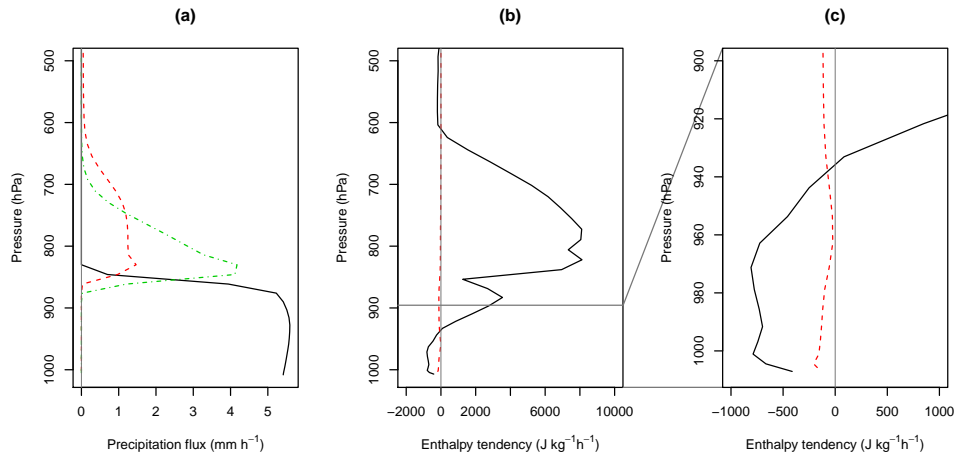 (a)
(b)
(c)
Pressure (hPa)
500
600
700
800
900
1000
0 1 2 3 4 5
Precipitation flux (mm h⁻¹)
Pressure (hPa)
500
600
700
800
900
1000
−2000 0 2000 4000 6000 10000
Enthalpy tendency (J kg⁻¹h⁻¹)
Pressure (hPa)
900
920
940
960
980
1000
−1000 −500 0 500 1000
Enthalpy tendency (J kg⁻¹h⁻¹)